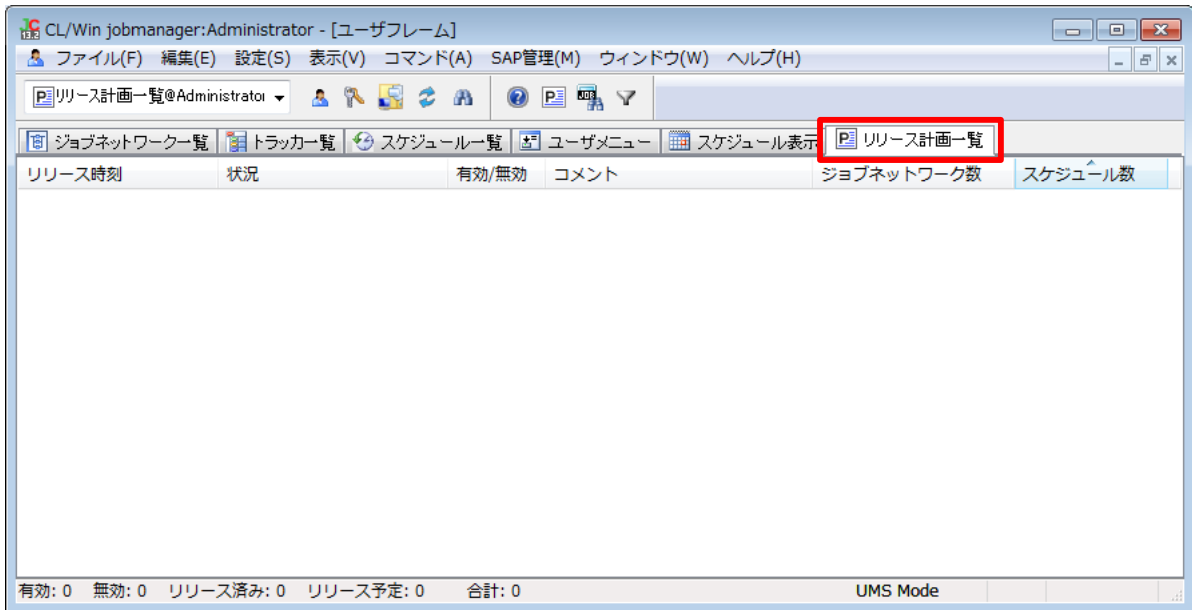 CL/Win jobmanager:Administrator - [ユーザフレーム]
ファイル(F) 編集(E) 設定(S) 表示(V) コマンド(A) SAP管理(M) ウィンドウ(W) ヘルプ(H)
リリース計画一覧@Administrator
ジョブネットワーク一覧 トラッカ一覧 スケジュール一覧 ユーザメニュー スケジュール表示 リリース計画一覧
リリース時刻 状況 有効/無効 コメント ジョブネットワーク数 スケジュール数
有効: 0 無効: 0 リリース済み: 0 リリース予定: 0 合計: 0 UMS Mode